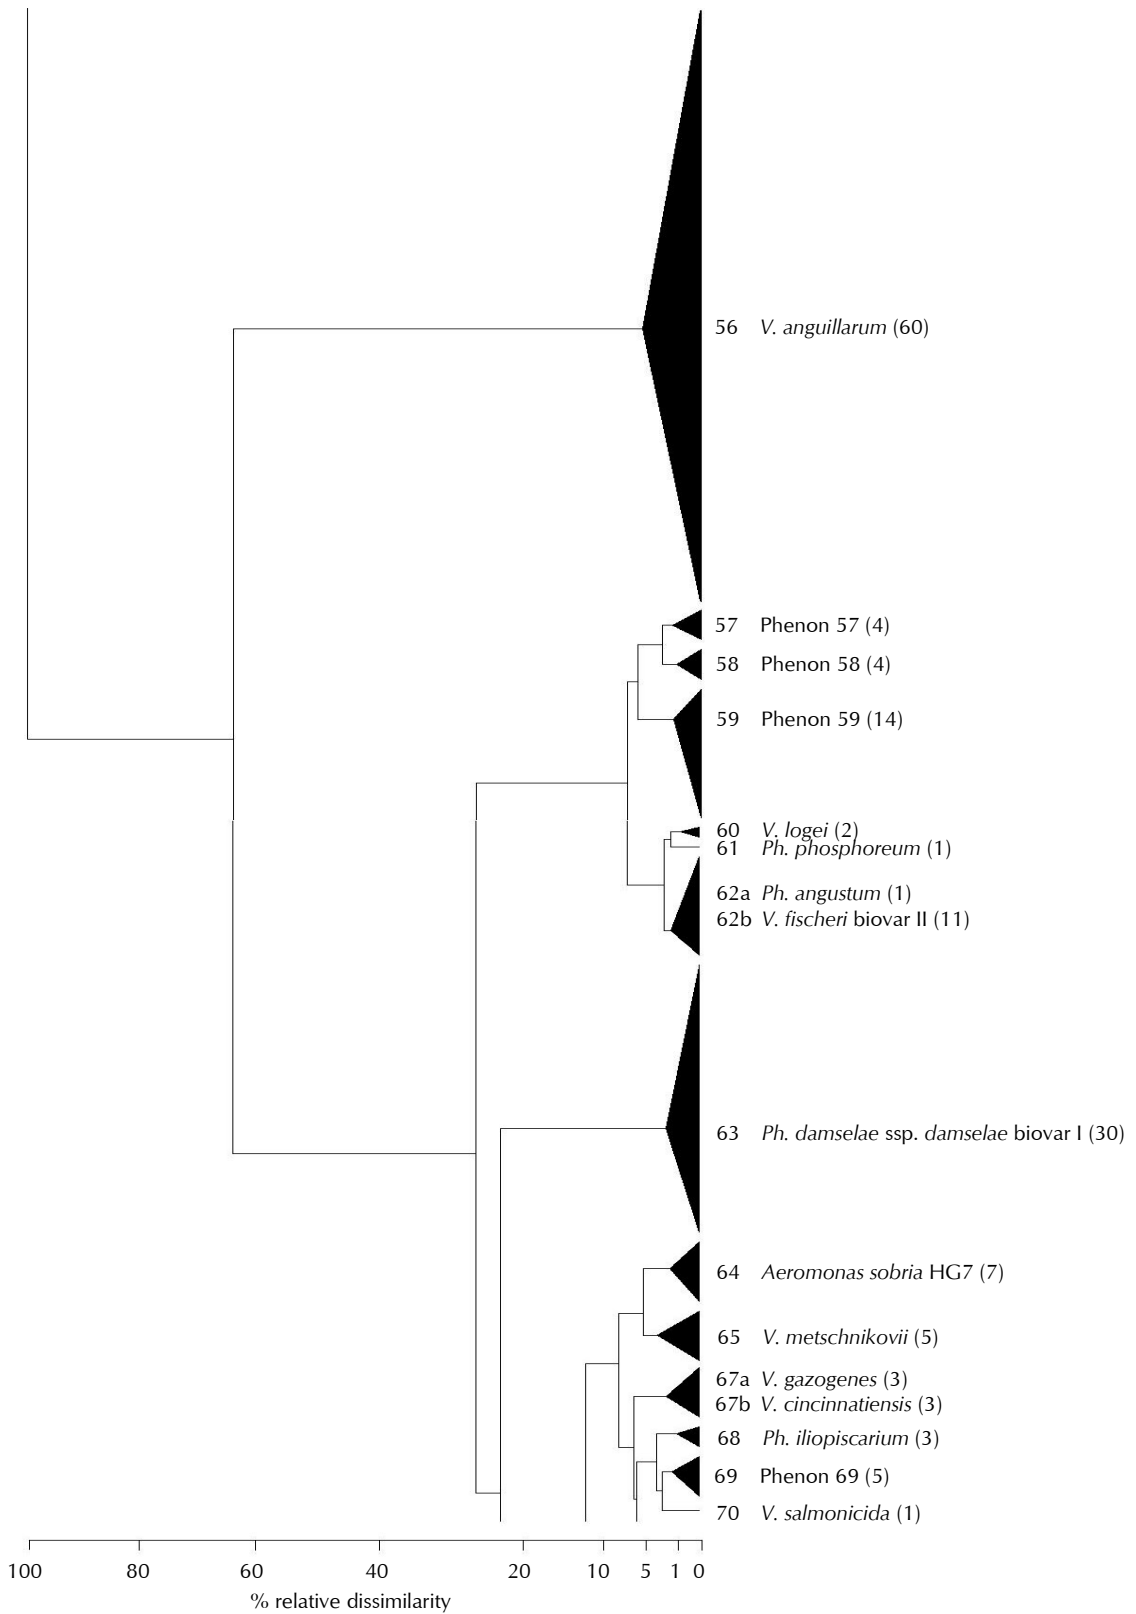 56 V. anguillarum (60)
57 Phenon 57 (4)
58 Phenon 58 (4)
59 Phenon 59 (14)
60 V. logei (2)
61 Ph. phosphoreum (1)
62a Ph. angustum (1)
62b V. fischeri biovar II (11)
63 Ph. damselae ssp. damselae biovar I (30)
64 Aeromonas sobria HG7 (7)
65 V. metschnikovii (5)
67a V. gazogenes (3)
67b V. cincinnatiensis (3)
68 Ph. iliopiscarium (3)
69 Phenon 69 (5)
70 V. salmonicida (1)
100 80 60 40 20 10 5 1 0
% relative dissimilarity